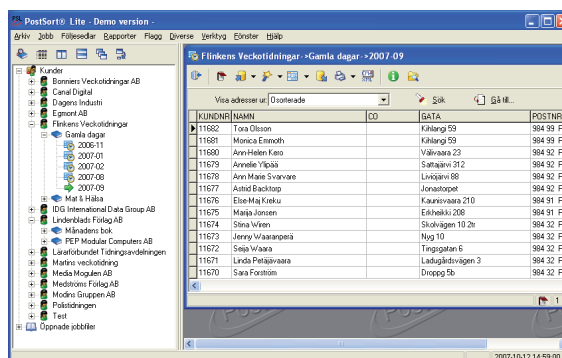 PostSort® Lite - Demo version -
Arkiv Jobb Följesedlar Rapporter Flagg Diverse Verktyg Fönster Hjälp
Kunder
Bonniers Veckotidningar AB
Canal Digital
Dagens Industri
Egmont AB
Flinkens Veckotidningar
Gamla dagar
2006-11
2007-01
2007-02
2007-08
2007-09
Mat & Hälsa
IDG International Data Group AB
Lindenblads Förlag AB
Månadens bok
PEP Modular Computers AB
Lärarförbundet Tidningsavdelningen
Martins veckotidning
Media Mogulen AB
Medströms Förlag AB
Modins Gruppen AB
Polistidningen
Test
Öppnade jobbfiler
Flinkens Veckotidningar->Gamla dagar->2007-09
Visa adresser ur: Osorterade Sök Gå till...
KUNDNR NAMN CO GATA POSTNR
11682 Tora Olsson Kihlangi 59 984 99
11681 Monica Emmoth Kihlangi 59 984 99
11680 Ann-Helen Kero Välivaara 23 984 92
11679 Annelie Ylipää Sattajärvi 312 984 92
11678 Ann Marie Svarvare Liviöjärvi 88 984 92
11677 Astrid Backtorp Jonastorpet 984 92
11676 Else-Maj Kreku Kaunisvaara 210 984 91
11675 Marija Jonsen Erkheikki 208 984 91
11674 Stina Wiren Skolvägen 10 2tr 984 32
11673 Jenny Waaranperä Nyg 10 984 32
11672 Seija Waara Tingsgatan 6 984 32
11671 Linda Petäjävaara Ladugårdsvägen 3 984 32
11670 Sara Forström Droppg 5b 984 32
1
2007-10-12 14:59:00